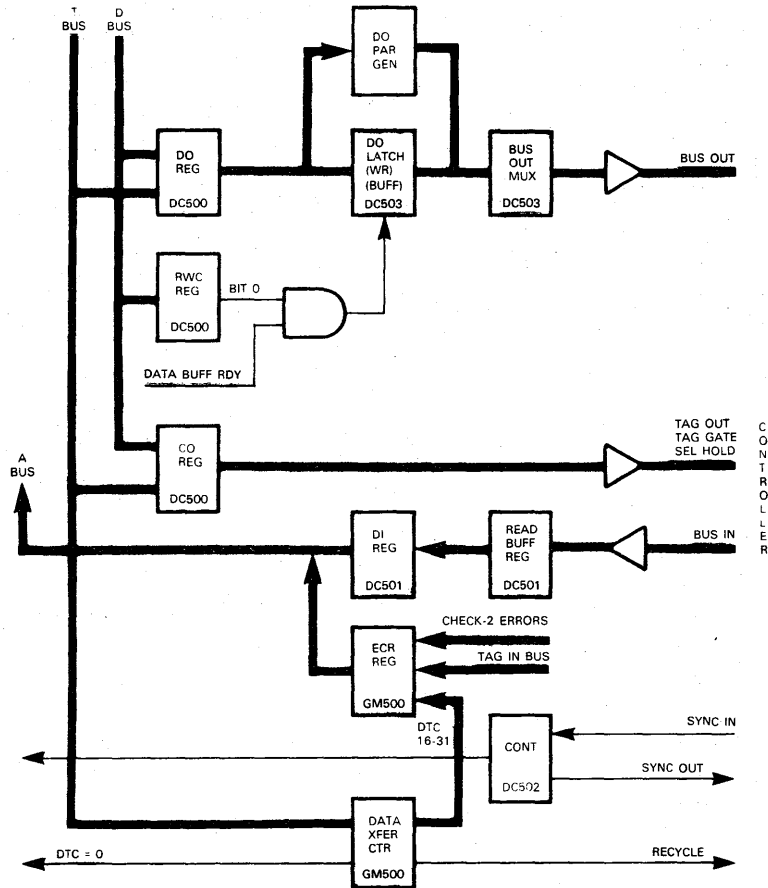 T
BUS
D
BUS
DO
PAR
GEN
DO
REG
DC500
DO
LATCH
(WR)
(BUFF)
DC503
BUS
OUT
MUX
DC503
BUS OUT
RWC
REG
DC500
BIT 0
DATA BUFF RDY
A
BUS
CO
REG
DC500
TAG OUT
TAG GATE
SEL HOLD
CONTROLLER
DI
REG
DC501
READ
BUFF
REG
DC501
BUS IN
ECR
REG
GM500
CHECK-2 ERRORS
TAG IN BUS
DTC
16-31
CONT
DC502
SYNC IN
SYNC OUT
DATA
XFER
CTR
GM500
DTC = 0
RECYCLE